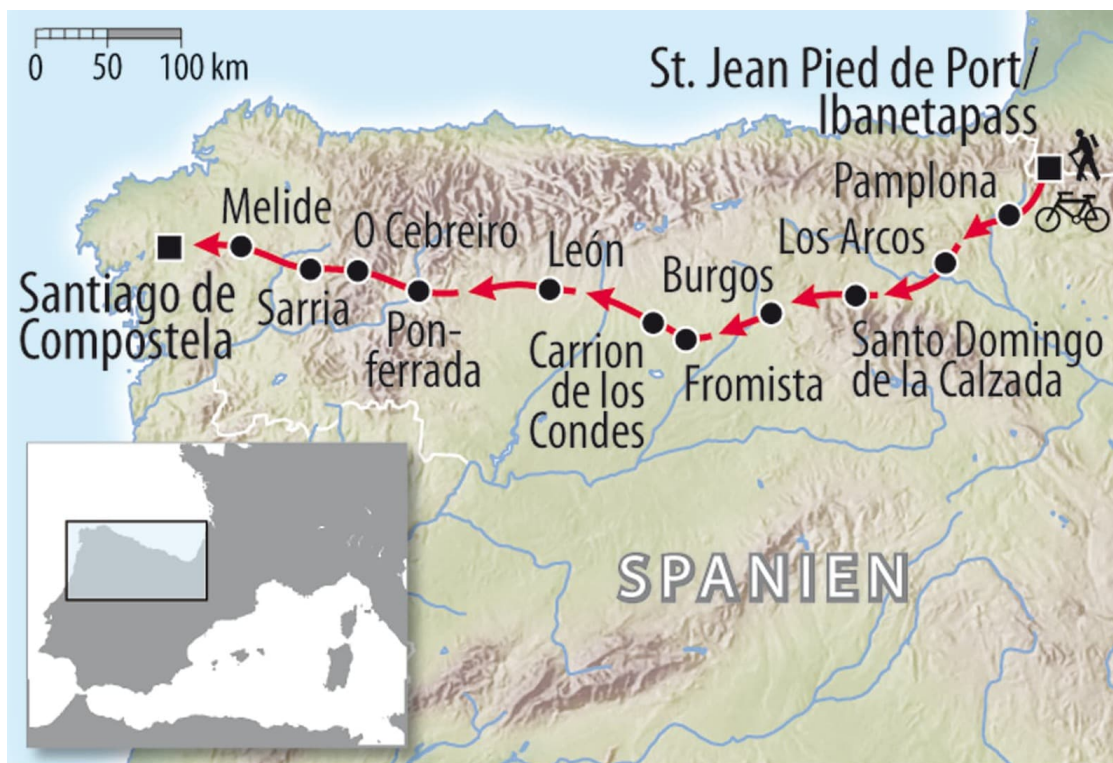 0 50 100 km
St. Jean Pied de Port/
Ibanetapass
Pamplona
Los Arcos
Santo Domingo
de la Calzada
Burgos
Fromista
Carrion
de los
Condes
León
Pon-
ferrada
O Cebreiro
Sarria
Melide
Santiago de
Compostela
SPANIEN